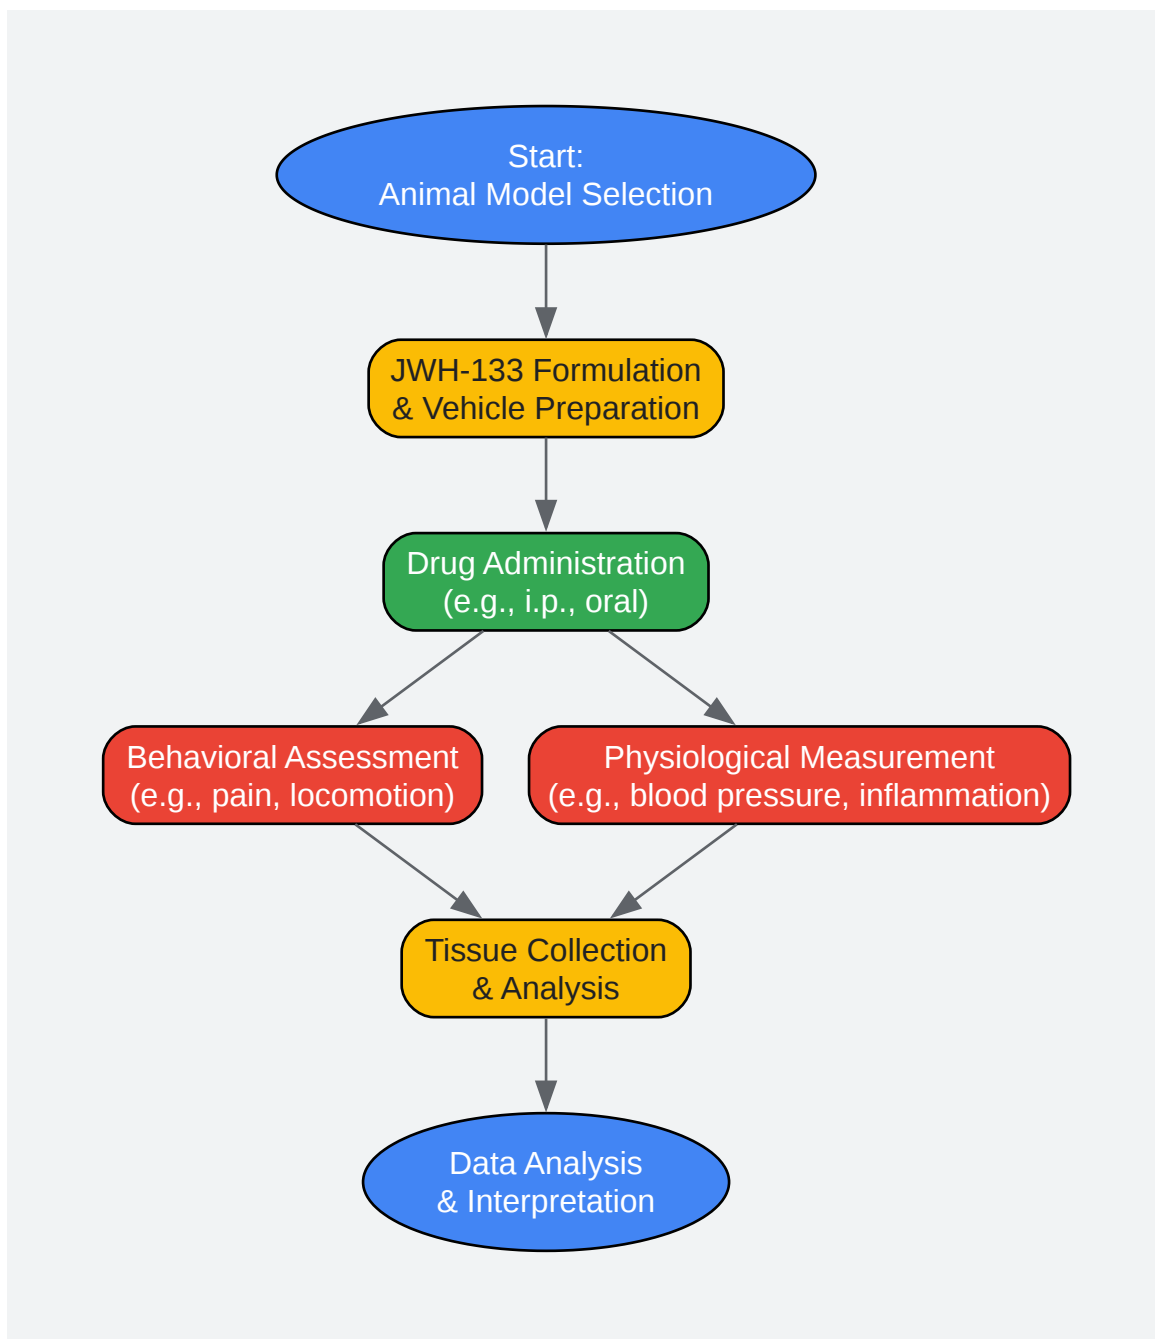 Start:
Animal Model Selection
JWH-133 Formulation
& Vehicle Preparation
Drug Administration
(e.g., i.p., oral)
Behavioral Assessment
(e.g., pain, locomotion)
Physiological Measurement
(e.g., blood pressure, inflammation)
Tissue Collection
& Analysis
Data Analysis
& Interpretation